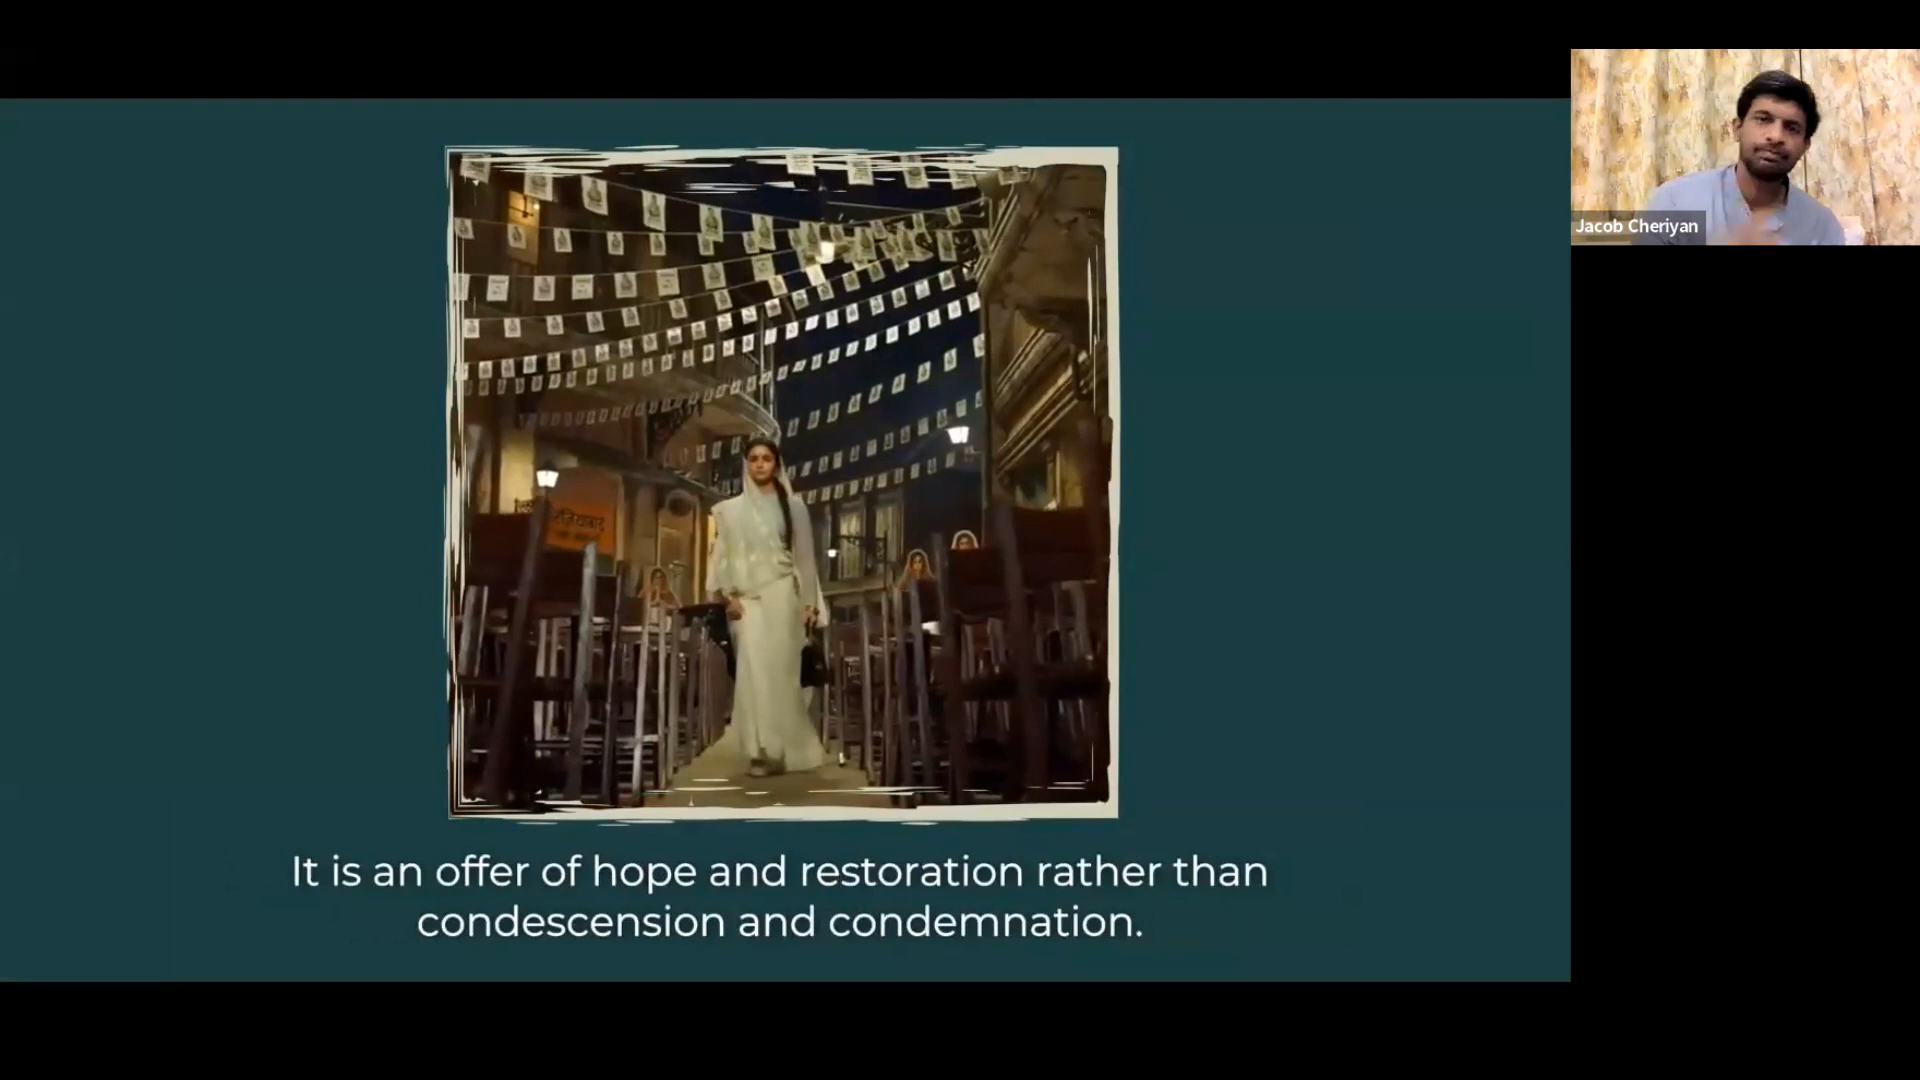 Jacob Cheriyan
It is an offer of hope and restoration rather than
condescension and condemnation.